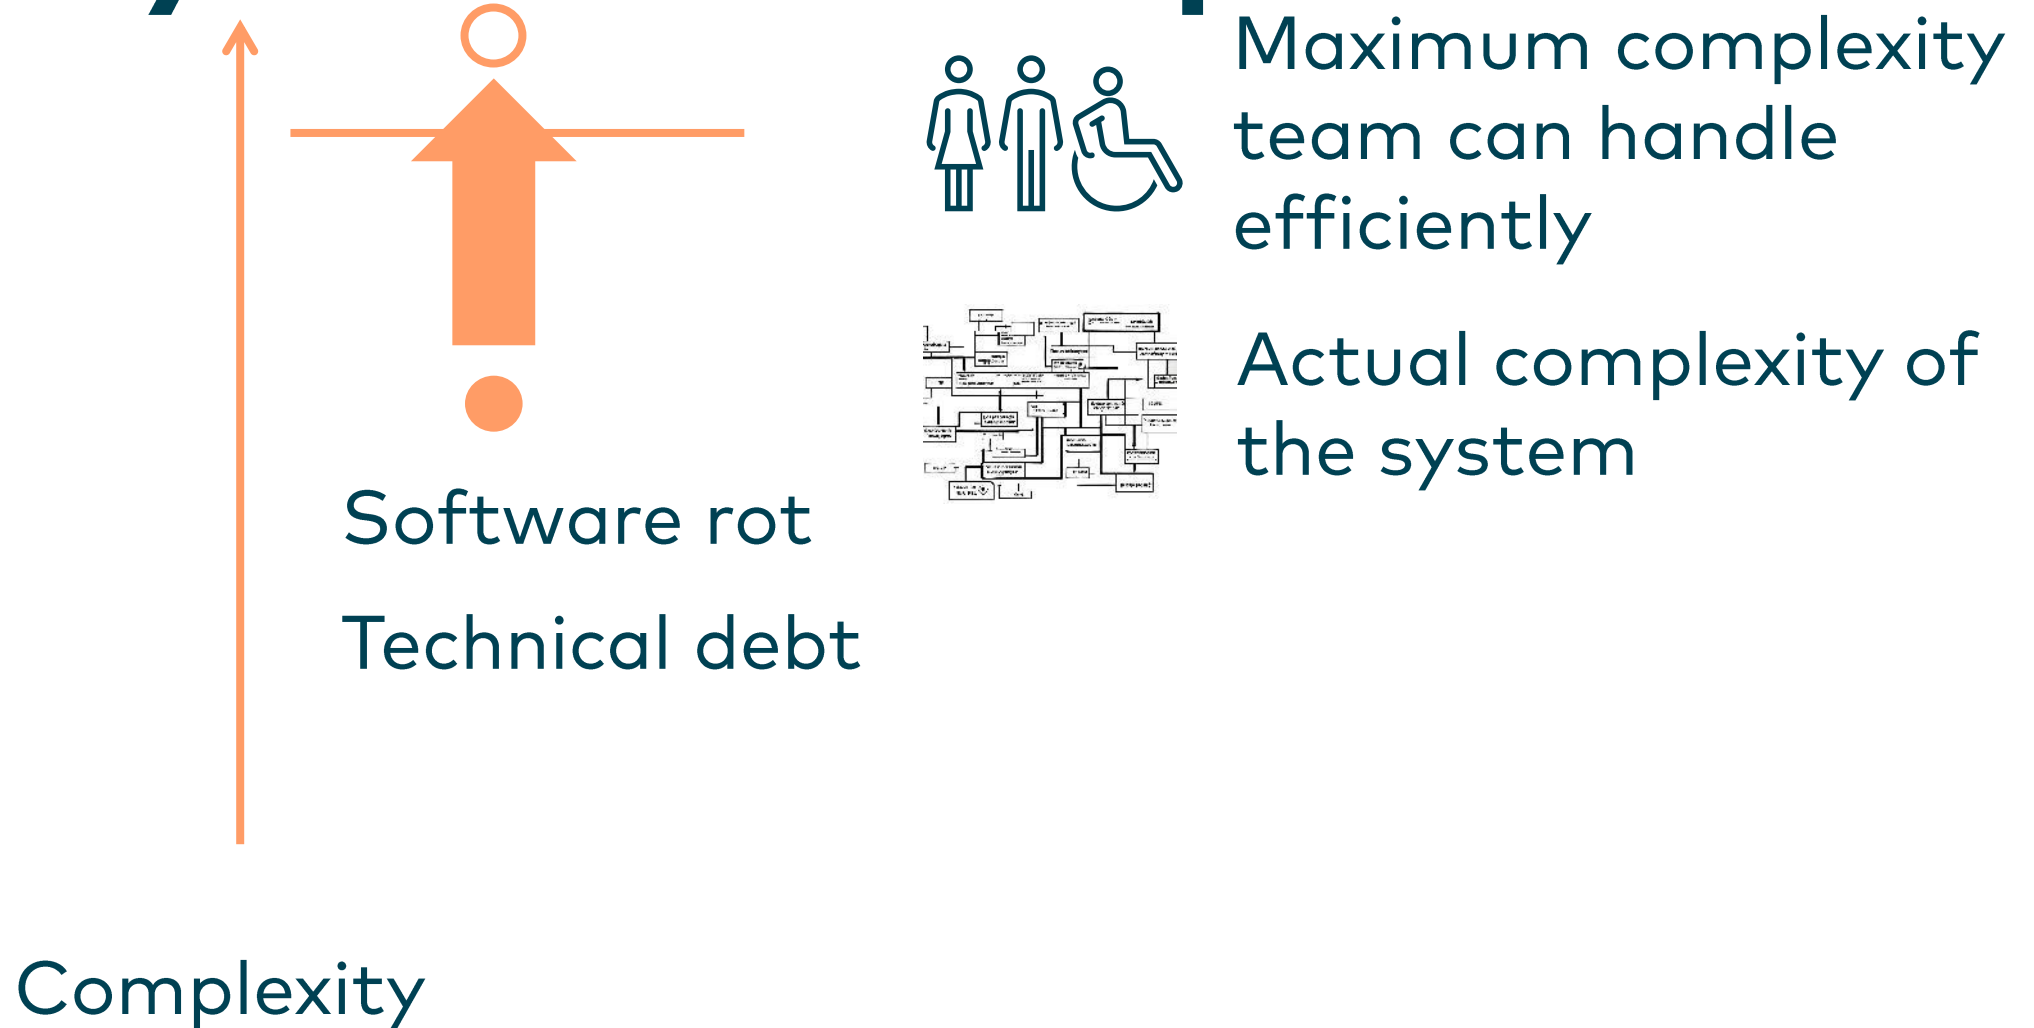 Maximum complexity
team can handle
efficiently
Actual complexity of
the system
Software rot
Technical debt
Complexity